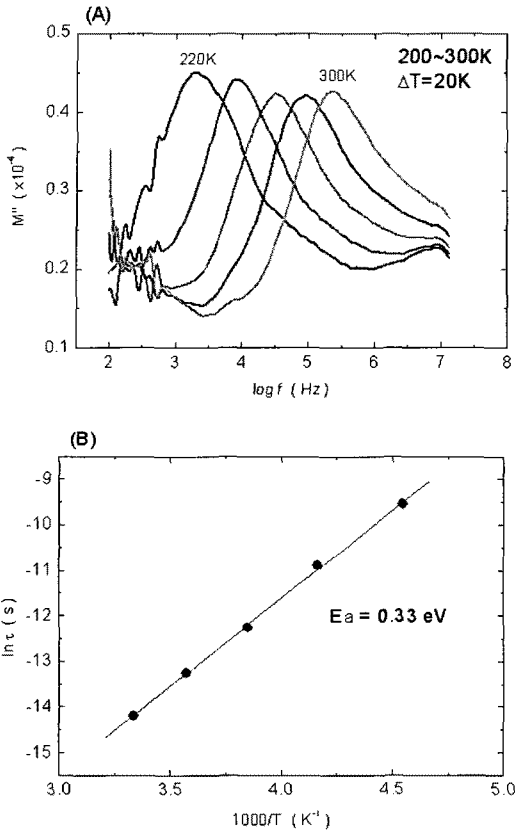 (A)
0.5
0.4
0.3
0.2
0.1
M" (×10⁻⁴)
220K
300K
200~300K
ΔT=20K
2 3 4 5 6 7 8
log f (Hz)
(B)
-9
-10
-11
-12
-13
-14
-15
ln τ (s)
Ea = 0.33 eV
3.0 3.5 4.0 4.5 5.0
1000/T (K⁻¹)